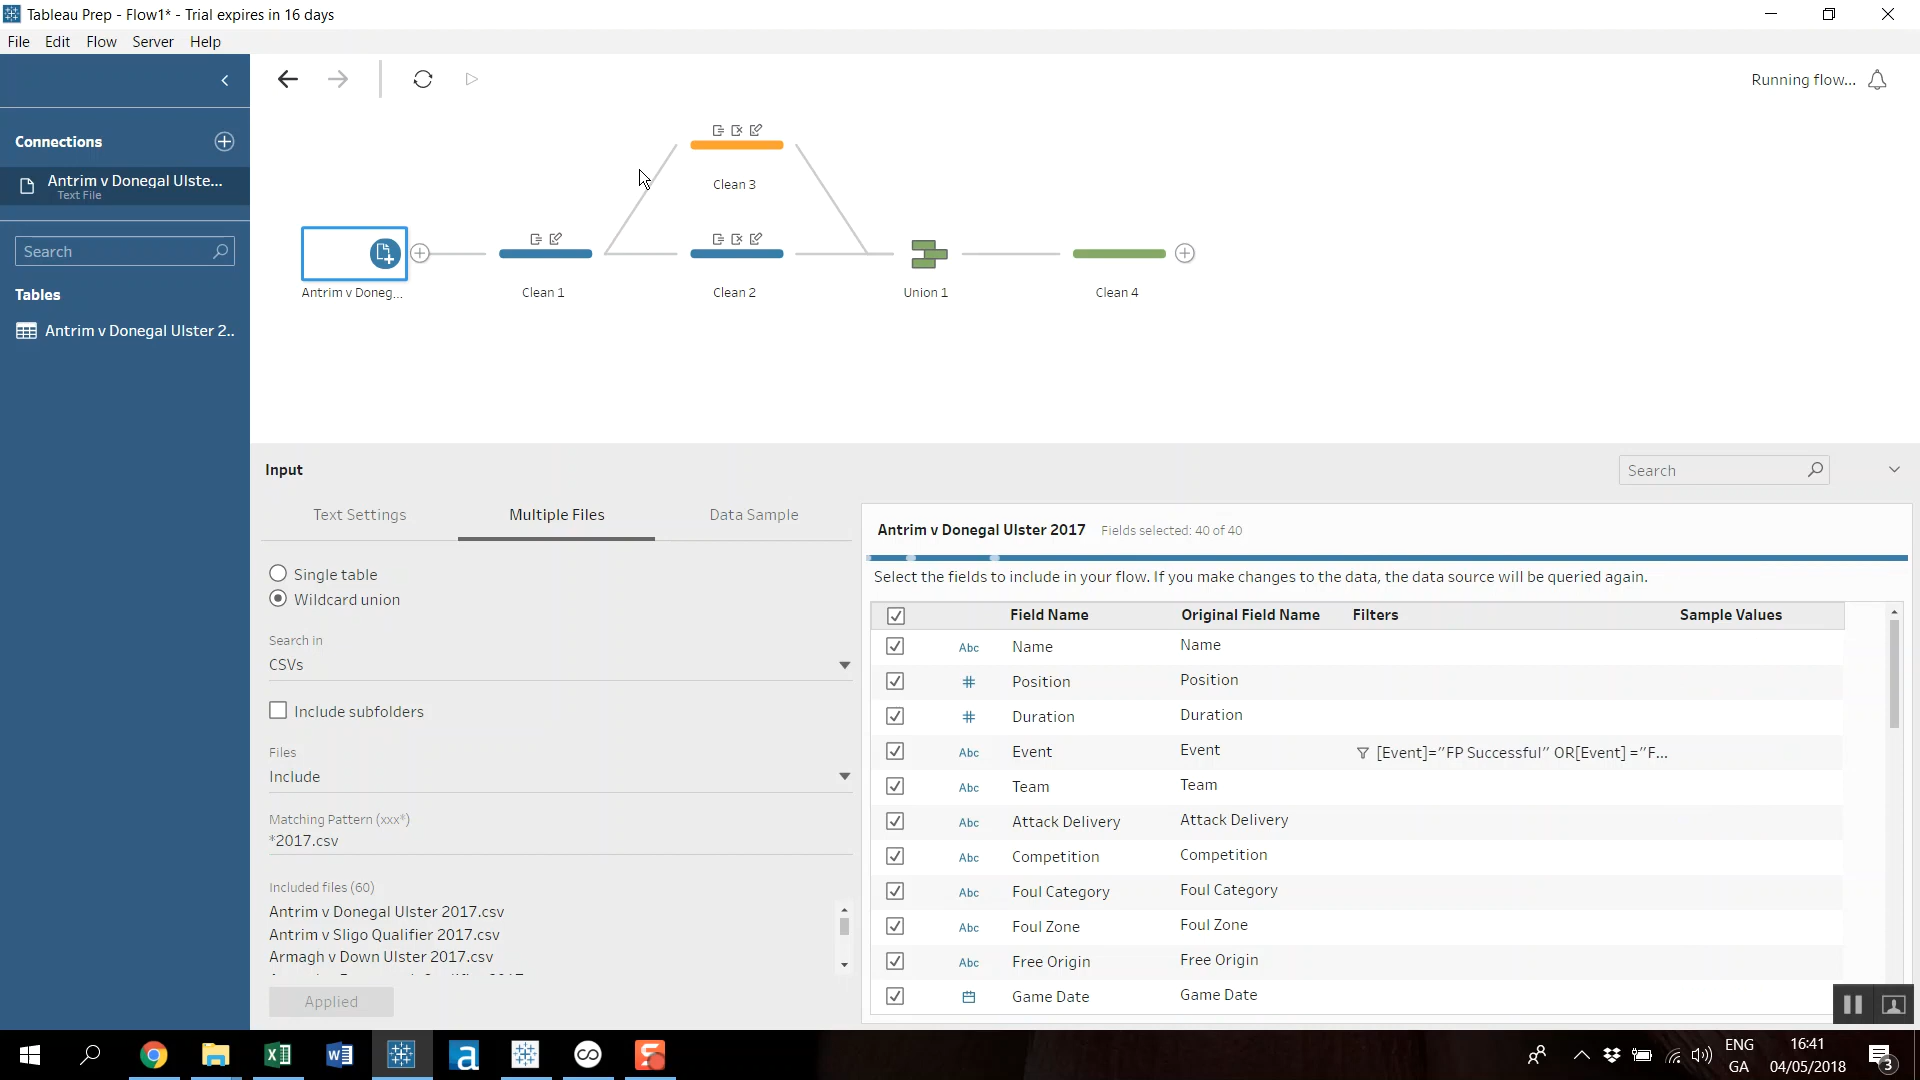 Tableau Prep - Flow1* - Trial expires in 16 days
File Edit Flow Server Help
Running flow...
Connections
Antrim v Donegal Ulste...
Text File
Search
Tables
Antrim v Donegal Ulster 2..
Clean 3
Antrim v Doneg...
Clean 1
Clean 2
Union 1
Clean 4
Input
Search
Text Settings
Multiple Files
Data Sample
Single table
Wildcard union
Search in
CSVs
Include subfolders
Files
Include
Matching Pattern (xxx*)
*2017.csv
Included files (60)
Antrim v Donegal Ulster 2017.csv
Antrim v Sligo Qualifier 2017.csv
Armagh v Down Ulster 2017.csv
Applied
Antrim v Donegal Ulster 2017 Fields selected: 40 of 40
Select the fields to include in your flow. If you make changes to the data, the data source will be queried again.
Field Name Original Field Name Filters Sample Values
Abc Name Name
# Position Position
# Duration Duration
Abc Event Event [Event]="FP Successful" OR[Event] ="F...
Abc Team Team
Abc Attack Delivery Attack Delivery
Abc Competition Competition
Abc Foul Category Foul Category
Abc Foul Zone Foul Zone
Abc Free Origin Free Origin
Game Date Game Date
ENG
GA
16:41
04/05/2018
3